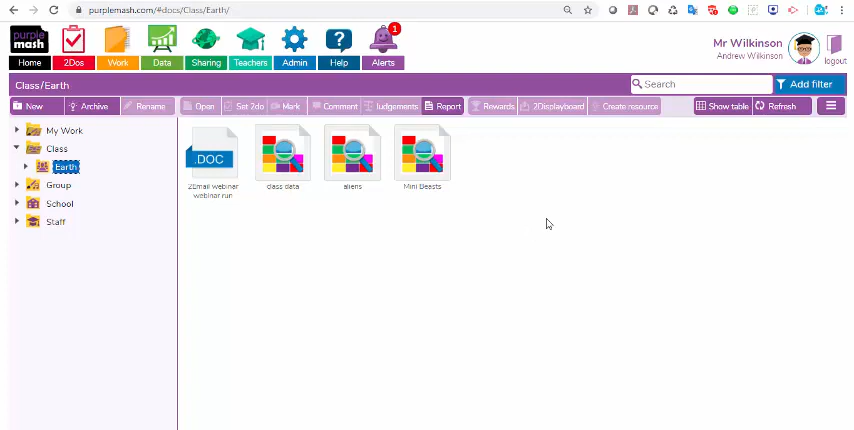 purplemash.com/#docs/Class/Earth/
purple mash
1
Home 2Dos Work Data Sharing Teachers Admin Help Alerts
Mr Wilkinson
Andrew Wilkinson
logout
Class/Earth
Search
Add filter
New Archive Rename Open Set 2do Mark Comment Judgements Report Rewards 2Displayboard Create resource Show table Refresh
My Work
Class
Earth
Group
School
Staff
.DOC
2Email webinar
webinar run
class data
aliens
Mini Beasts